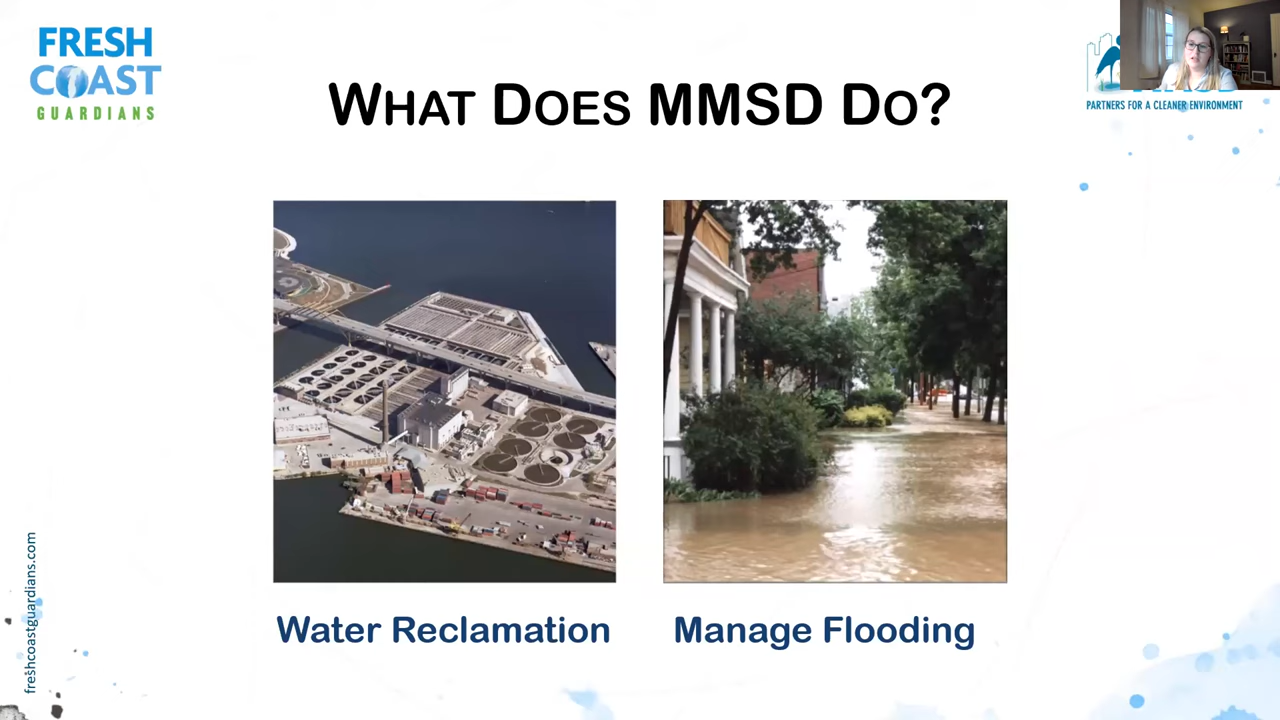 FRESH
COAST
GUARDIANS
WHAT DOES MMSD DO?
PARTNERS FOR A CLEANER ENVIRONMENT
Water Reclamation
Manage Flooding
freshcoastguardians.com